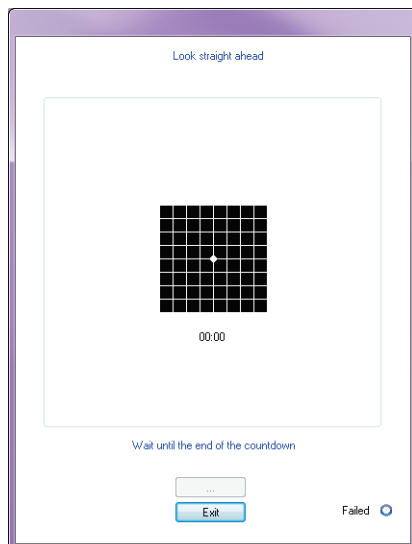 Look straight ahead
00:00
Wait until the end of the countdown
...
Exit
Failed